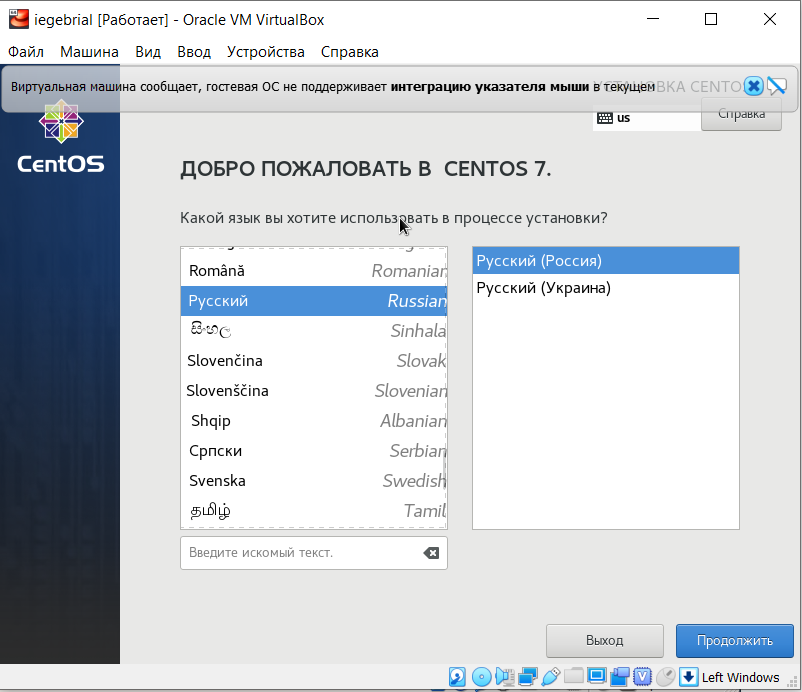 iegebrial [Работает] - Oracle VM VirtualBox
Файл Машина Вид Ввод Устройства Справка
Виртуальная машина сообщает, гостевая ОС не поддерживает интеграцию указателя мыши в текущем
УСТАНОВКА CENTO
us
Справка
CentOS
ДОБРО ПОЖАЛОВАТЬ В CENTOS 7.
Какой язык вы хотите использовать в процессе установки?
Română Romanian
Русский Russian
සිංහල Sinhala
Slovenčina Slovak
Slovenščina Slovenian
Shqip Albanian
Српски Serbian
Svenska Swedish
தமிழ் Tamil
Русский (Россия)
Русский (Украина)
Введите искомый текст.
Выход
Продолжить
Left Windows